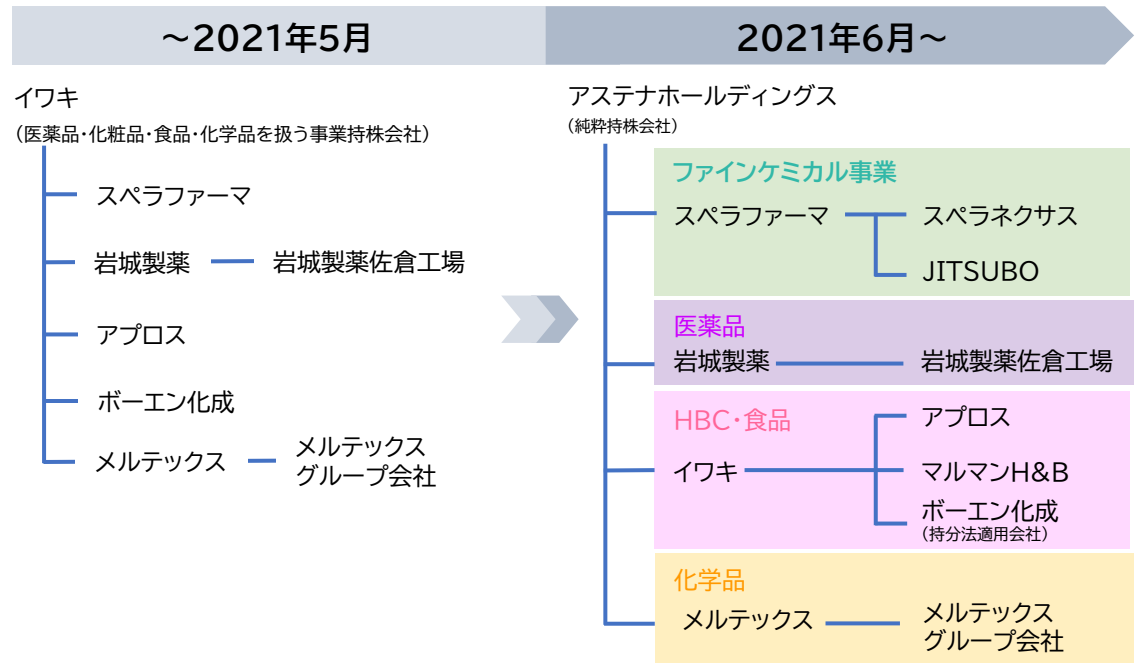 ～2021年5月
2021年6月～
イワキ
（医薬品・化粧品・食品・化学品を扱う事業持株会社）
スペラファーマ
岩城製薬
岩城製薬佐倉工場
アプロス
ボーエン化成
メルテックス
メルテックス
グループ会社
アステナホールディングス
（純粋持株会社）
ファインケミカル事業
スペラファーマ
スペラネクサス
JITSUBO
医薬品
岩城製薬
岩城製薬佐倉工場
HBC・食品
アプロス
イワキ
マルマンH&B
ボーエン化成
（持分法適用会社）
化学品
メルテックス
メルテックス
グループ会社